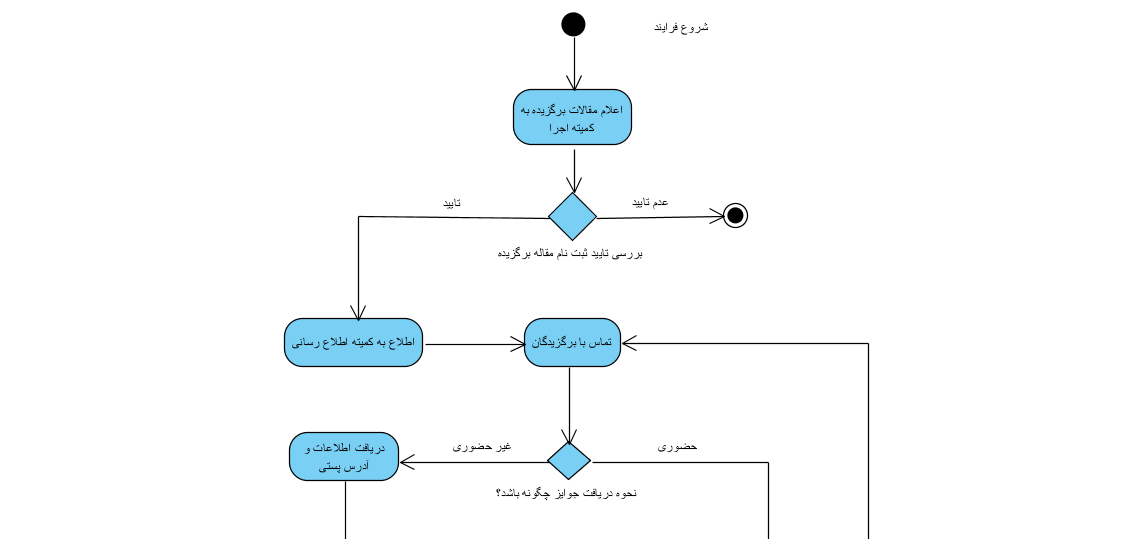 شروع فرایند
اعلام مقالات برگزیده به
کمیته اجرا
عدم تایید
تایید
بررسی تایید ثبت نام مقاله برگزیده
تماس با برگزیدگان
اطلاع به کمیته اطلاع رسانی
حضوری
غیر حضوری
دریافت اطلاعات و
آدرس پستی
نحوه دریافت جوایز چگونه باشد؟